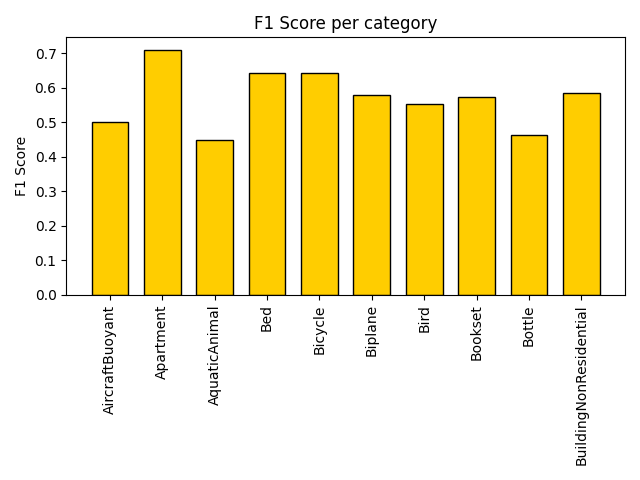 F1 Score per category
F1 Score
0.7
0.6
0.5
0.4
0.3
0.2
0.1
0.0
AircraftBuoyant
Apartment
AquaticAnimal
Bed
Bicycle
Biplane
Bird
Bookset
Bottle
BuildingNonResidential